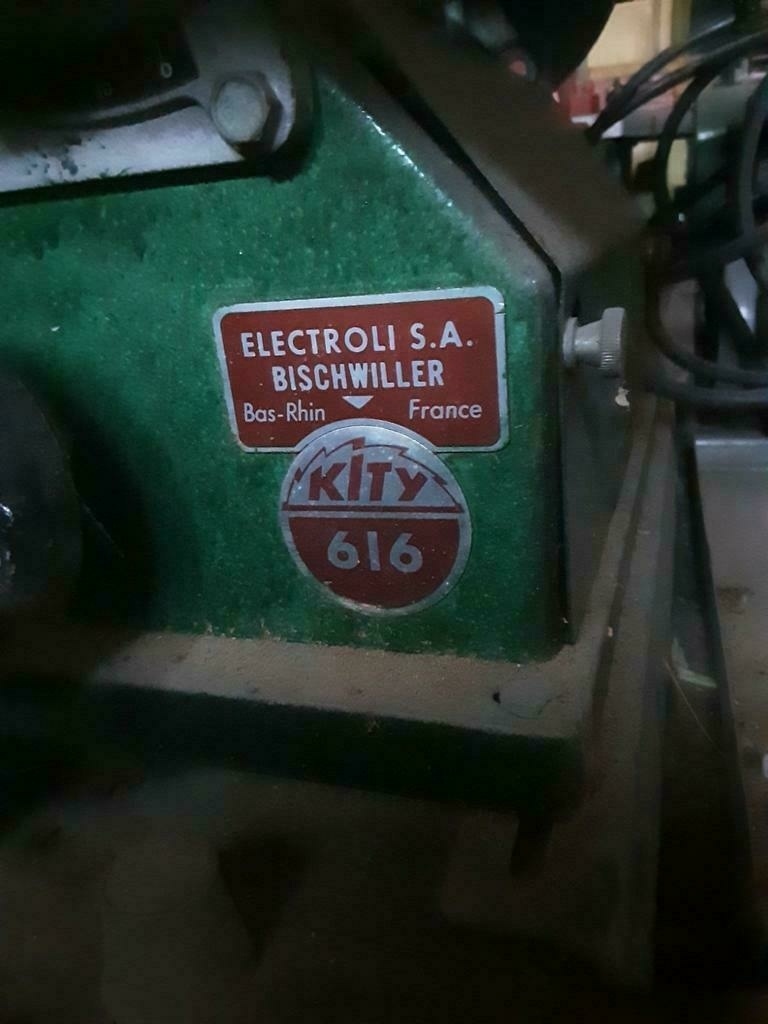 ELECTROLI S.A.
BISCHWILLER
Bas-Rhin France
KITY
616